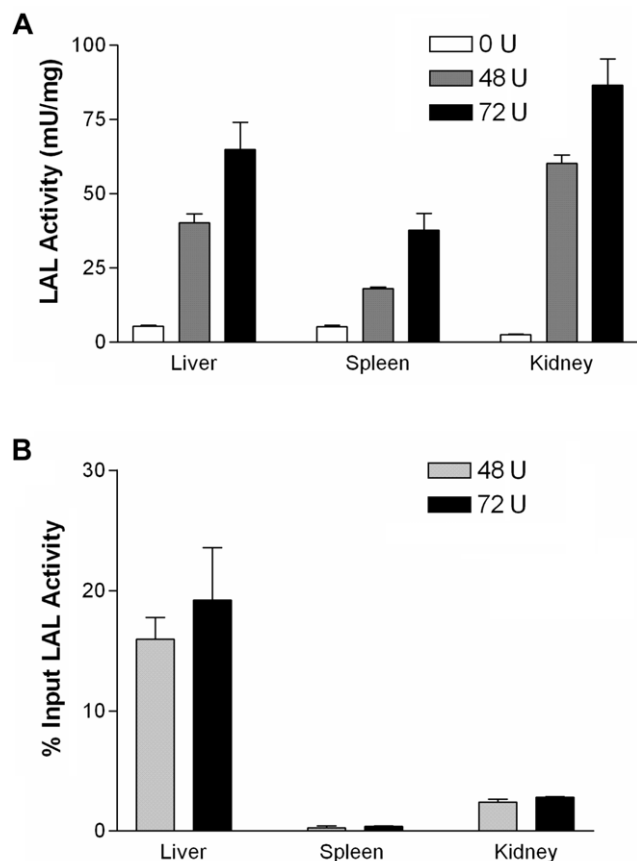 A
LAL Activity (mU/mg)
100
75
50
25
0
0 U
48 U
72 U
Liver Spleen Kidney
B
% Input LAL Activity
30
20
10
0
48 U
72 U
Liver Spleen Kidney